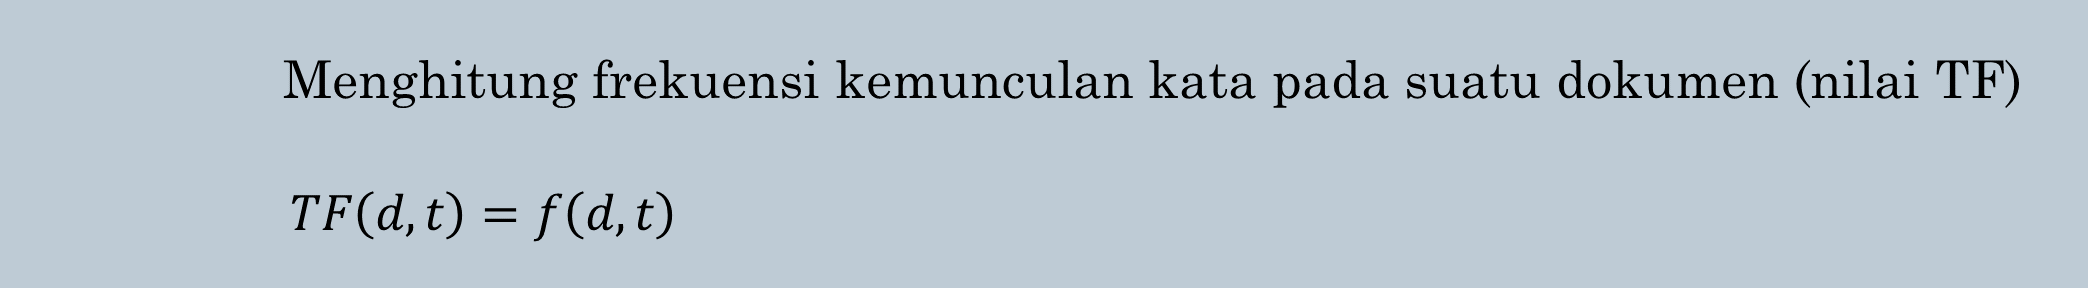 Menghitung frekuensi kemunculan kata pada suatu dokumen (nilai TF)
TF(d, t) = f(d, t)